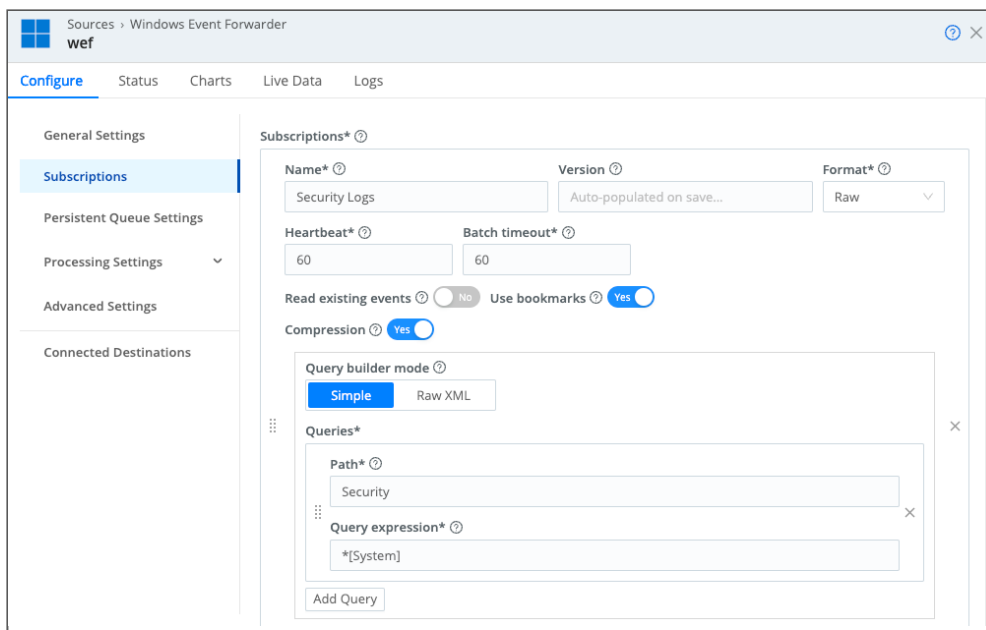 Sources › Windows Event Forwarder
wef
Configure Status Charts Live Data Logs
General Settings
Subscriptions
Persistent Queue Settings
Processing Settings
Advanced Settings
Connected Destinations
Subscriptions*
Name* Version Format*
Security Logs Auto-populated on save... Raw
Heartbeat* Batch timeout*
60 60
Read existing events No Use bookmarks Yes
Compression Yes
Query builder mode
Simple Raw XML
Queries*
Path*
Security
Query expression*
*[System]
Add Query